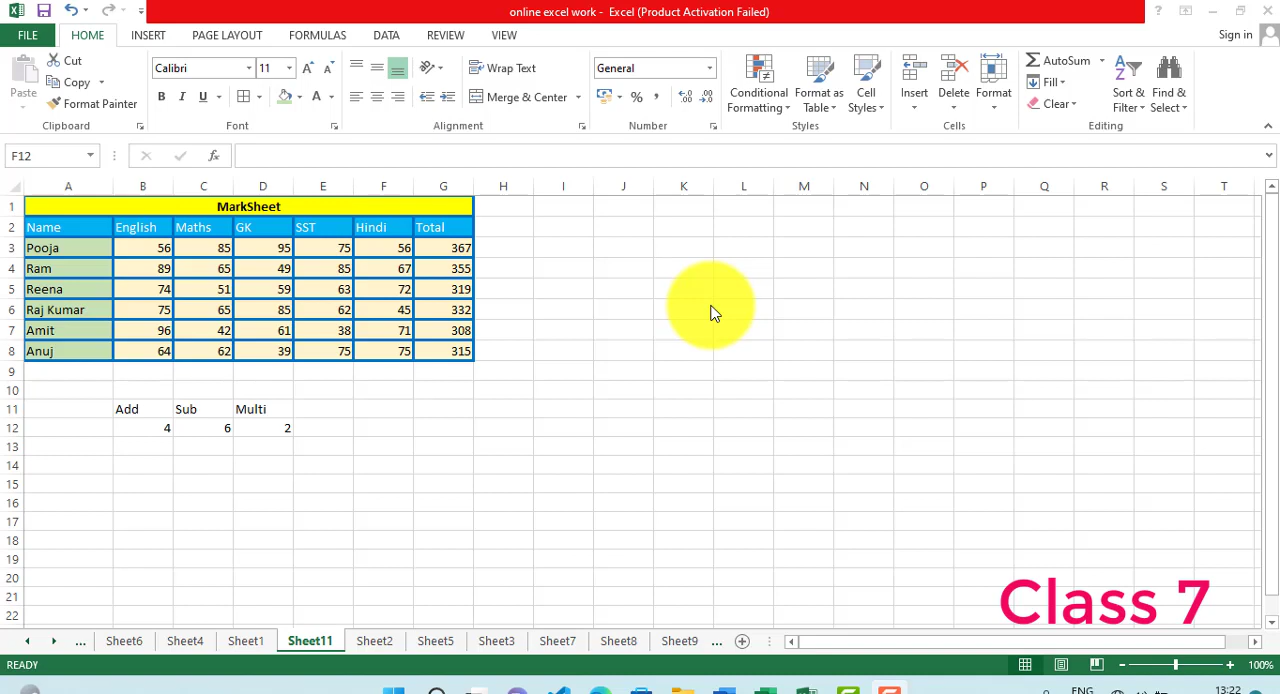 online excel work - Excel (Product Activation Failed)
FILE HOME INSERT PAGE LAYOUT FORMULAS DATA REVIEW VIEW Sign in
Paste Cut Copy Format Painter
Clipboard
Calibri 11
B I U A
Font
Wrap Text
Merge & Center
Alignment
General
%
Number
Conditional Formatting Format as Table Cell Styles
Styles
Insert Delete Format
Cells
AutoSum Fill Clear Sort & Filter Find & Select
Editing
F12 fx
A B C D E F G H I J K L M N O P Q R S T
1 MarkSheet
2 Name English Maths GK SST Hindi Total
3 Pooja 56 85 95 75 56 367
4 Ram 89 65 49 85 67 355
5 Reena 74 51 59 63 72 319
6 Raj Kumar 75 65 85 62 45 332
7 Amit 96 42 61 38 71 308
8 Anuj 64 62 39 75 75 315
9
10
11 Add Sub Multi
12 4 6 2
13
14
15
16
17
18
19
20
21
22
Class 7
... Sheet6 Sheet4 Sheet1 Sheet11 Sheet2 Sheet5 Sheet3 Sheet7 Sheet8 Sheet9 ...
READY 100%
ENG 13:22